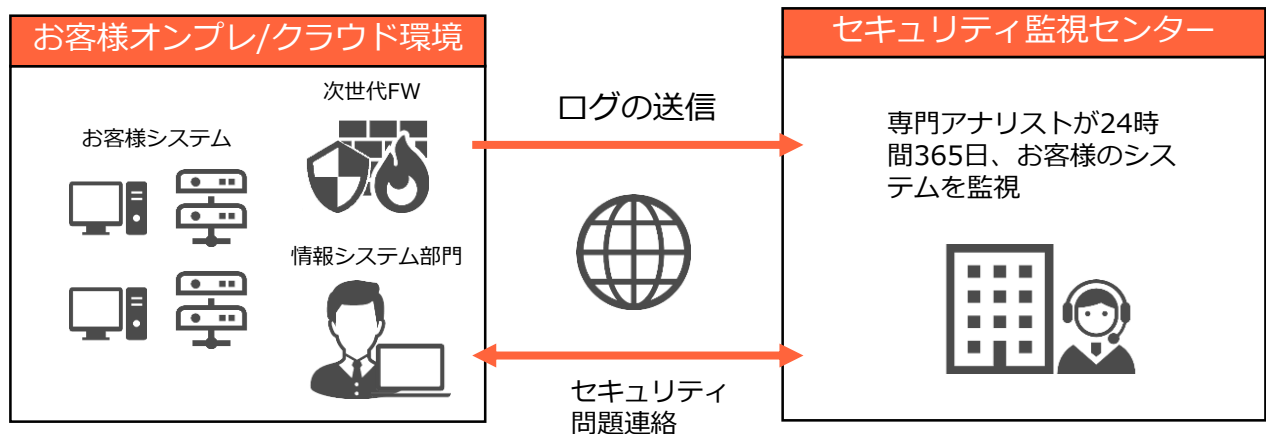 お客様オンプレ/クラウド環境
お客様システム
次世代FW
情報システム部門
ログの送信
セキュリティ
問題連絡
セキュリティ監視センター
専門アナリストが24時
間365日、お客様のシス
テムを監視